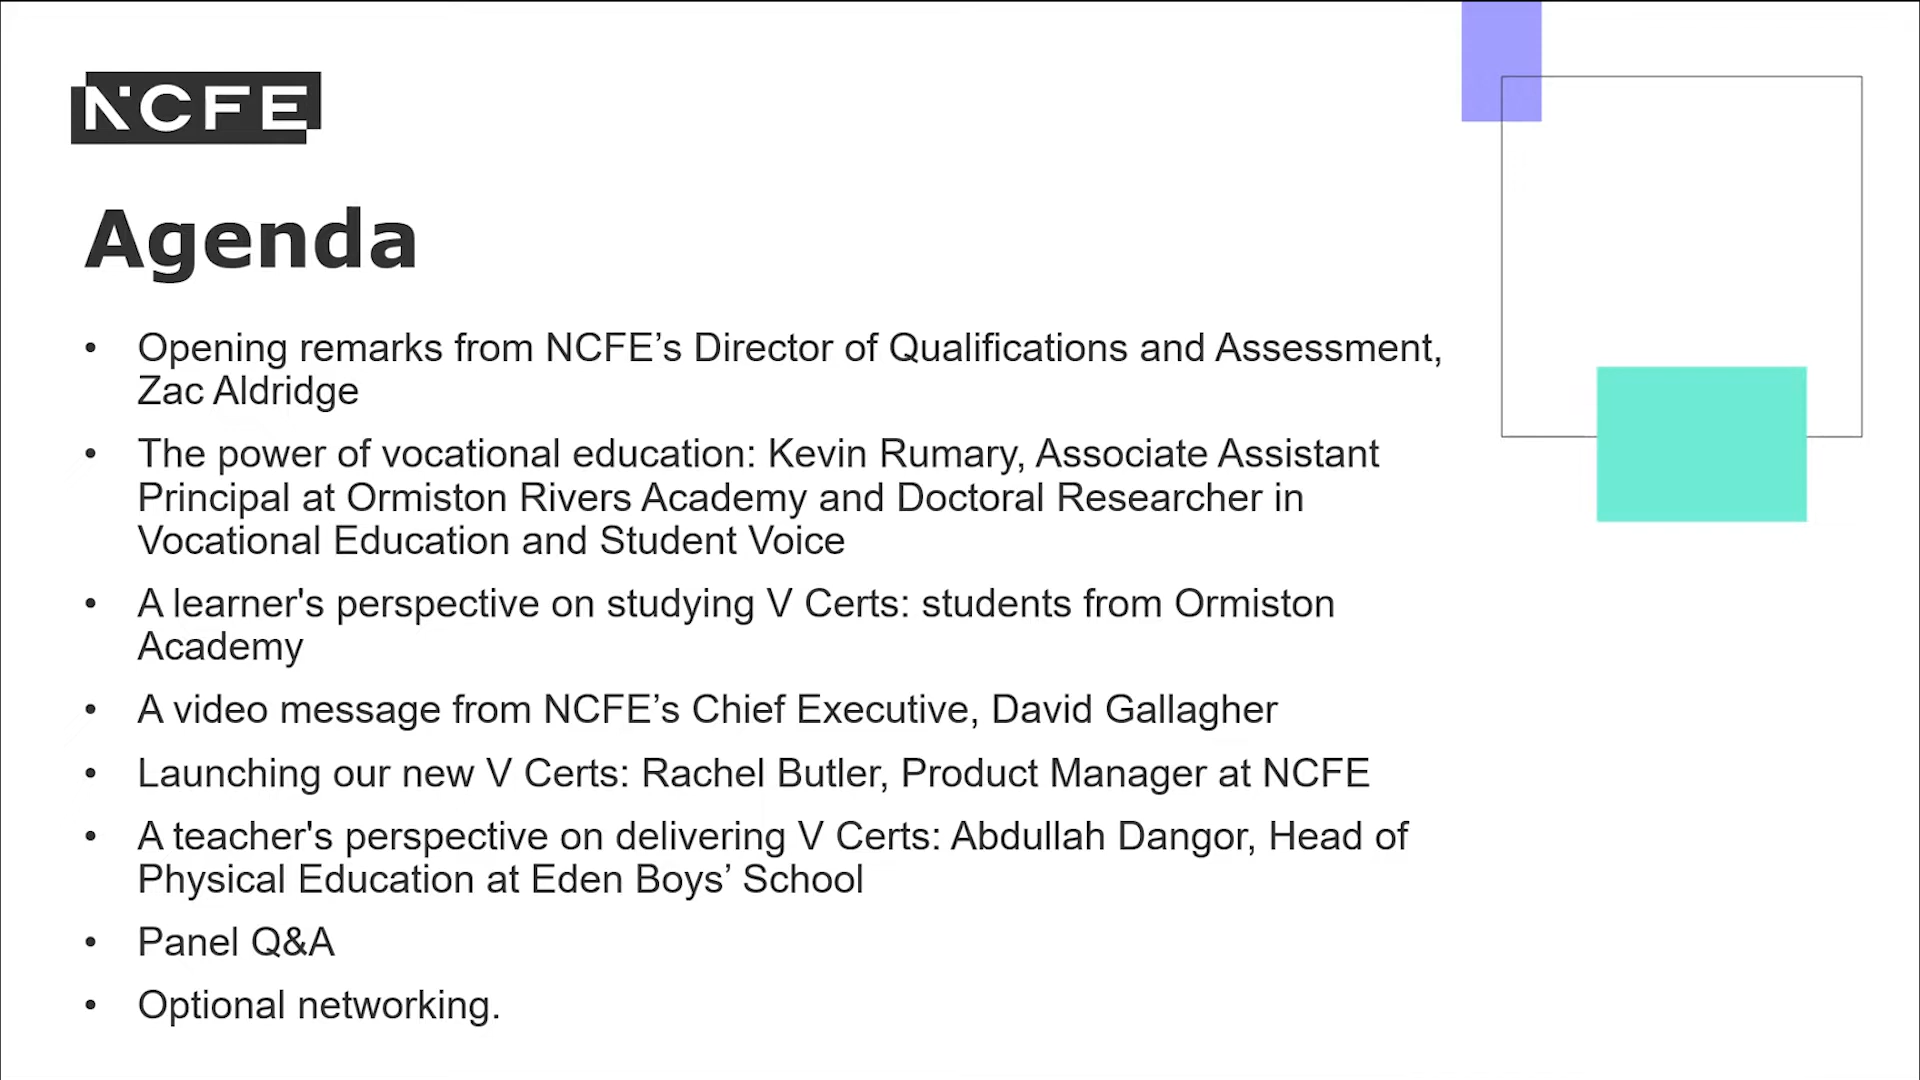 NCFE
Agenda
• Opening remarks from NCFE’s Director of Qualifications and Assessment,
Zac Aldridge
• The power of vocational education: Kevin Rumary, Associate Assistant
Principal at Ormiston Rivers Academy and Doctoral Researcher in
Vocational Education and Student Voice
• A learner's perspective on studying V Certs: students from Ormiston
Academy
• A video message from NCFE’s Chief Executive, David Gallagher
• Launching our new V Certs: Rachel Butler, Product Manager at NCFE
• A teacher's perspective on delivering V Certs: Abdullah Dangor, Head of
Physical Education at Eden Boys’ School
• Panel Q&A
• Optional networking.